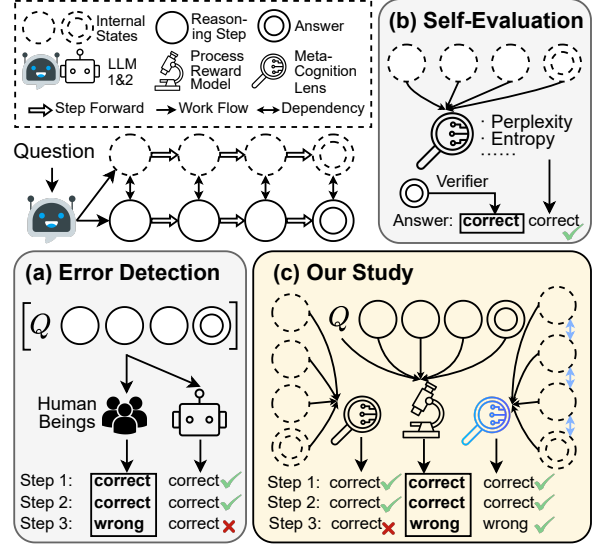 Internal States
Reason-ing Step
Answer
LLM 1&2
Process Reward Model
Meta-Cognition Lens
Step Forward
Work Flow
Dependency
Question
(b) Self-Evaluation
· Perplexity
· Entropy
......
Verifier
Answer: correct correct
(a) Error Detection
Q
Human Beings
Step 1: correct correct
Step 2: correct correct
Step 3: wrong correct
(c) Our Study
Q
Step 1: correct correct correct
Step 2: correct correct correct
Step 3: correct wrong wrong